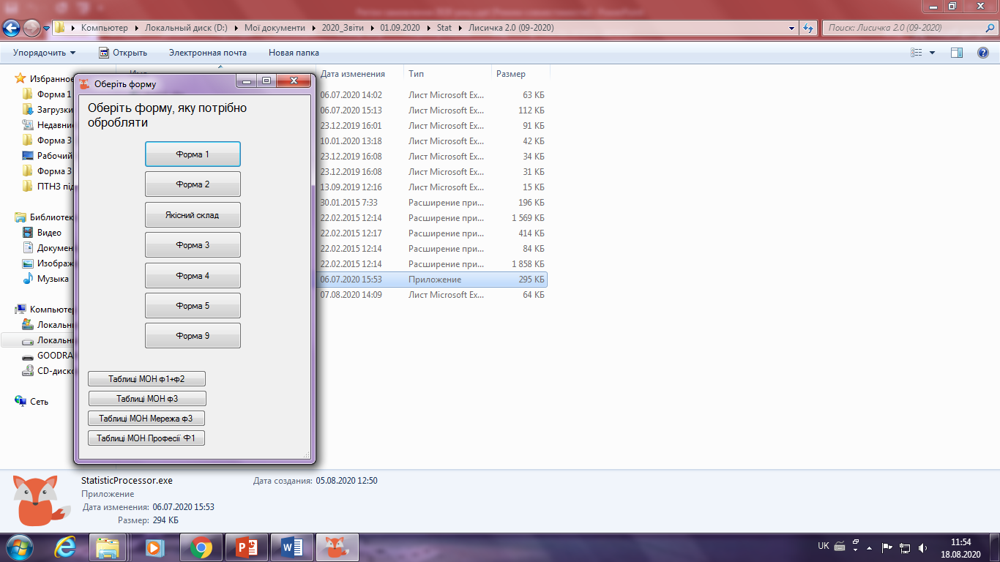 Компьютер ▸ Локальный диск (D:) ▸ Мої документи ▸ 2020_Звіти ▸ 01.09.2020 ▸ Stat ▸ Лисичка 2.0 (09-2020)
Поиск: Лисичка 2.0 (09-2020)
Упорядочить Открыть Электронная почта Новая папка
Избранное
Форма 1
Загрузки
Недавние
Форма 3
Рабочий
Форма 3
ПТНЗ під
Библиотек
Видео
Докумен
Изображ
Музыка
Компьютер
Локальн
Локальн
GOODRA
CD-диско
Сеть
Оберіть форму
Оберіть форму, яку потрібно
обробляти
Форма 1
Форма 2
Якісний склад
Форма 3
Форма 4
Форма 5
Форма 9
Таблиці МОН ф1+ф2
Таблиці МОН ф3
Таблиці МОН Мережа ф3
Таблиці МОН Професії Ф1
Дата изменения Тип Размер
06.07.2020 14:02 Лист Microsoft Ex... 63 КБ
06.07.2020 15:13 Лист Microsoft Ex... 112 КБ
23.12.2019 16:01 Лист Microsoft Ex... 91 КБ
10.01.2020 13:18 Лист Microsoft Ex... 42 КБ
23.12.2019 16:08 Лист Microsoft Ex... 34 КБ
23.12.2019 16:08 Лист Microsoft Ex... 31 КБ
13.09.2019 12:16 Лист Microsoft Ex... 15 КБ
30.01.2015 7:33 Расширение при... 196 КБ
22.02.2015 12:14 Расширение при... 1 569 КБ
22.02.2015 12:17 Расширение при... 414 КБ
22.02.2015 12:14 Расширение при... 84 КБ
22.02.2015 12:14 Расширение при... 1 858 КБ
06.07.2020 15:53 Приложение 295 КБ
07.08.2020 14:09 Лист Microsoft Ex... 64 КБ
StatisticProcessor.exe Дата создания: 05.08.2020 12:50
Приложение
Дата изменения: 06.07.2020 15:53
Размер: 294 КБ
UK 11:54
18.08.2020